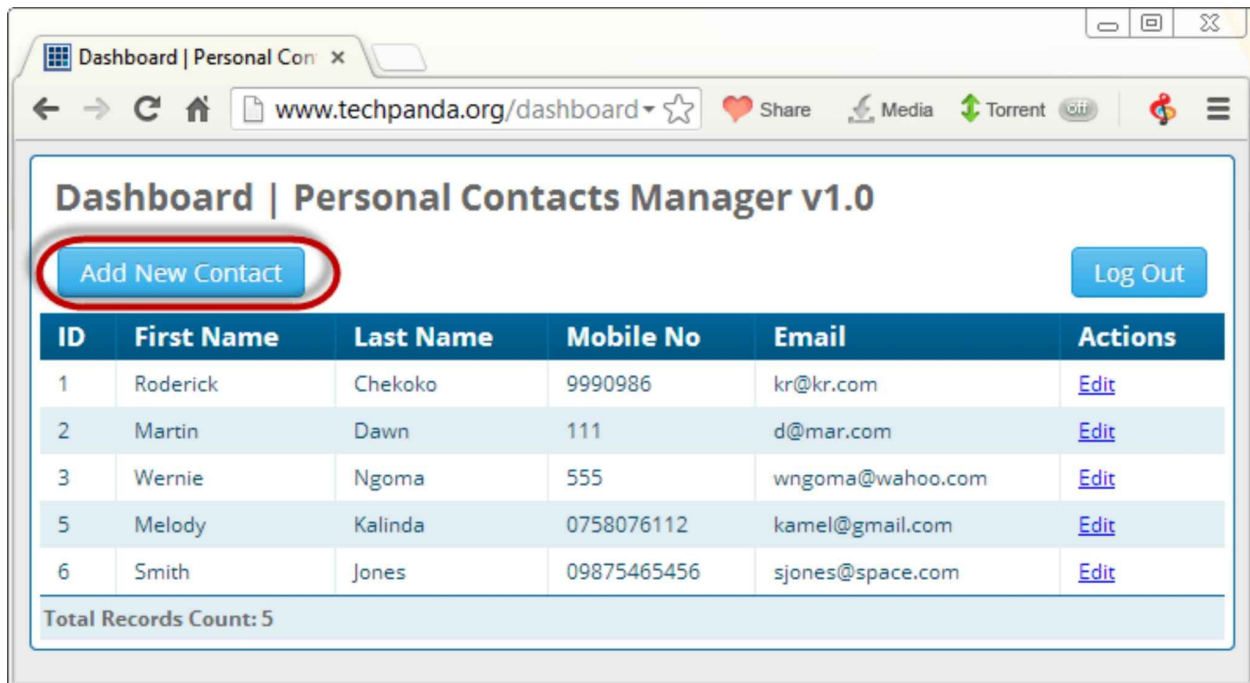 Dashboard | Personal Con
www.techpanda.org/dashboard
Share
Media
Torrent
Dashboard | Personal Contacts Manager v1.0
Add New Contact
Log Out
ID First Name Last Name Mobile No Email Actions
1 Roderick Chekoko 9990986 kr@kr.com Edit
2 Martin Dawn 111 d@mar.com Edit
3 Wernie Ngoma 555 wngoma@wahoo.com Edit
5 Melody Kalinda 0758076112 kamel@gmail.com Edit
6 Smith Jones 09875465456 sjones@space.com Edit
Total Records Count: 5